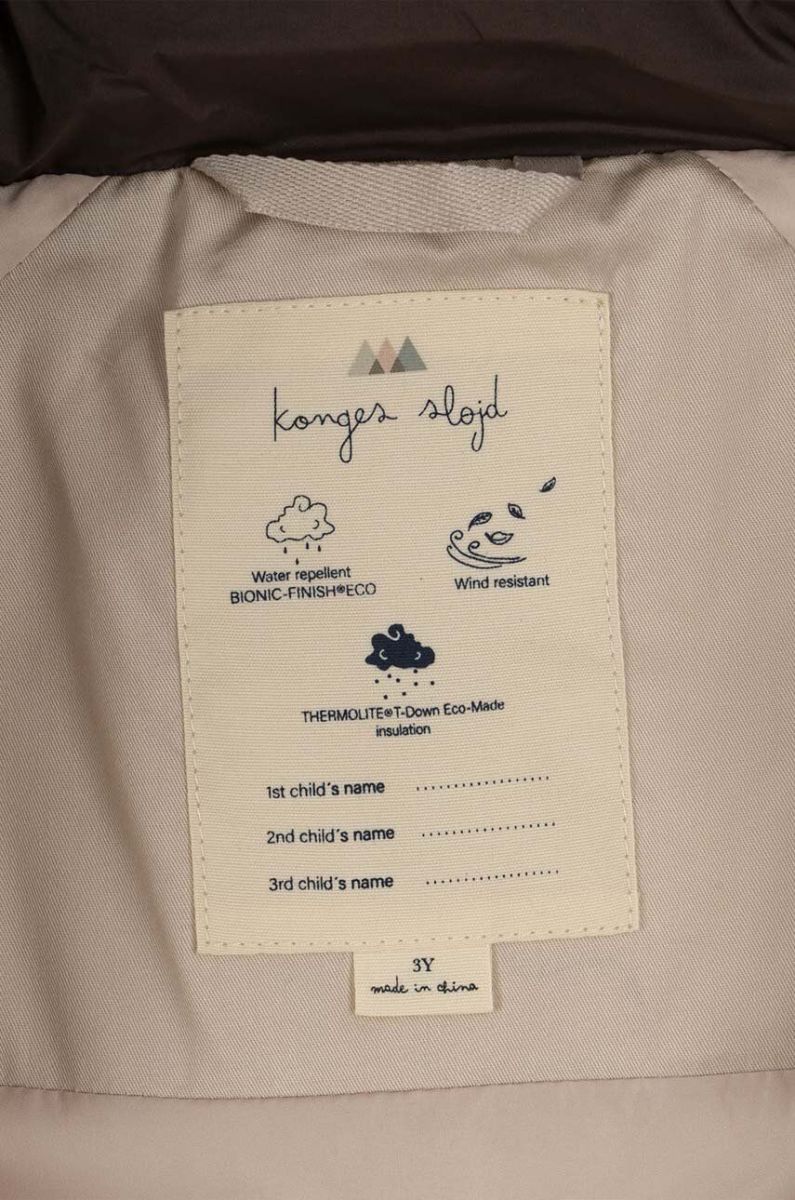 konges slojd
Water repellent
BIONIC-FINISH®ECO
Wind resistant
THERMOLITE®T-Down Eco-Made
insulation
1st child´s name ....................
2nd child´s name ....................
3rd child´s name ....................
3Y
made in china